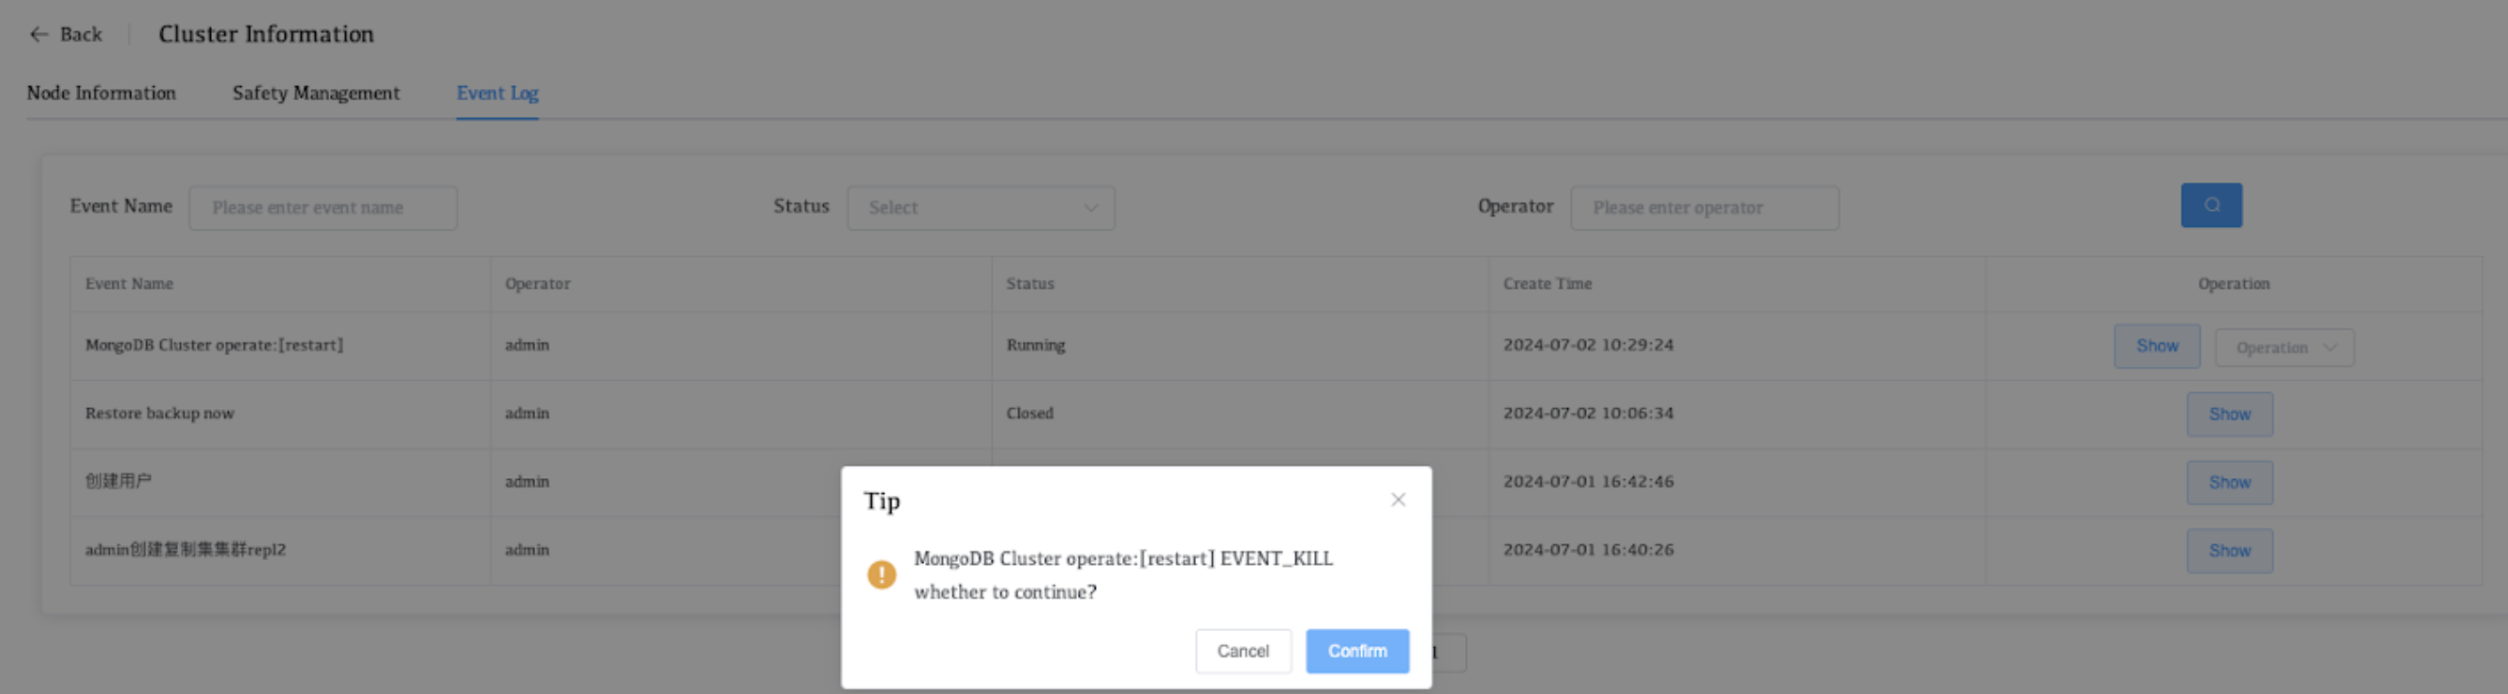 Back
Cluster Information
Node Information
Safety Management
Event Log
Event Name
Please enter event name
Status
Select
Operator
Please enter operator
Event Name
Operator
Status
Create Time
Operation
MongoDB Cluster operate:[restart]
admin
Running
2024-07-02 10:29:24
Show
Operation
Restore backup now
admin
Closed
2024-07-02 10:06:34
Show
创建用户
admin
2024-07-01 16:42:46
Show
admin创建复制集集群repl2
admin
2024-07-01 16:40:26
Show
Tip
MongoDB Cluster operate:[restart] EVENT_KILL
whether to continue?
Cancel
Confirm
1